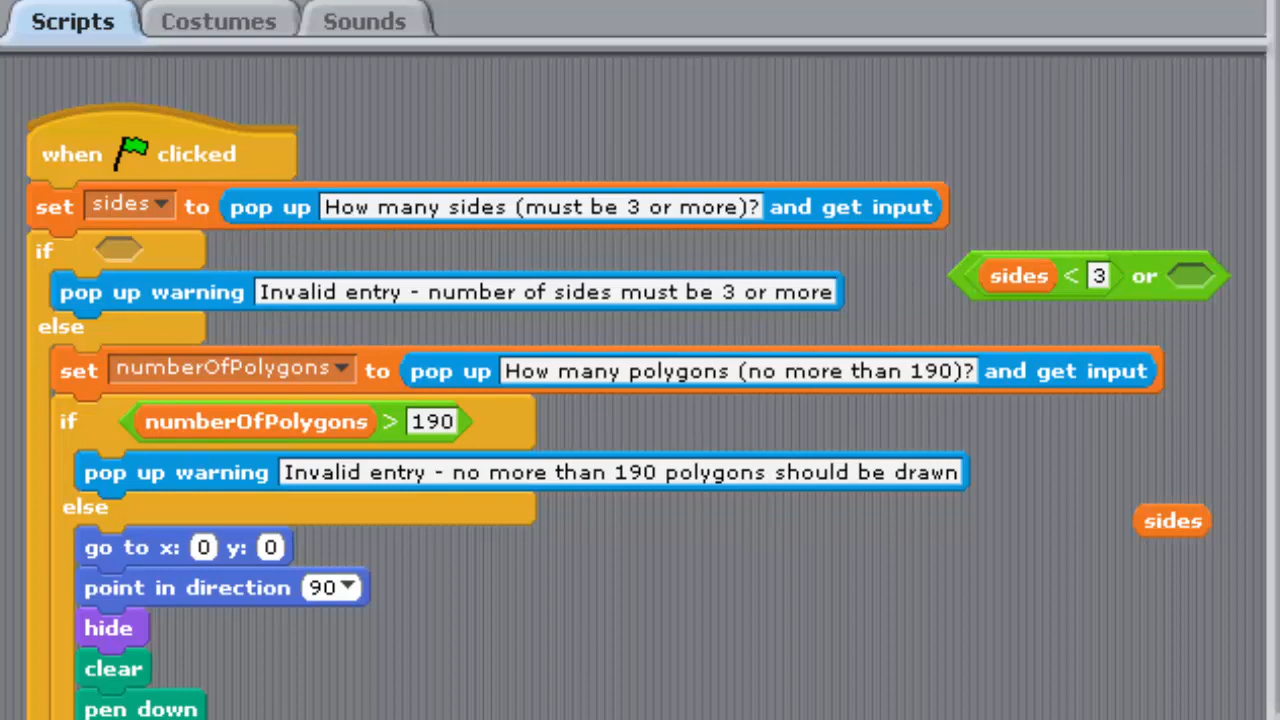 Scripts Costumes Sounds
when clicked
set sides to pop up How many sides (must be 3 or more)? and get input
if
sides < 3 or
pop up warning Invalid entry - number of sides must be 3 or more
else
set numberOfPolygons to pop up How many polygons (no more than 190)? and get input
if numberOfPolygons > 190
pop up warning Invalid entry - no more than 190 polygons should be drawn
else
sides
go to x: 0 y: 0
point in direction 90
hide
clear
pen down